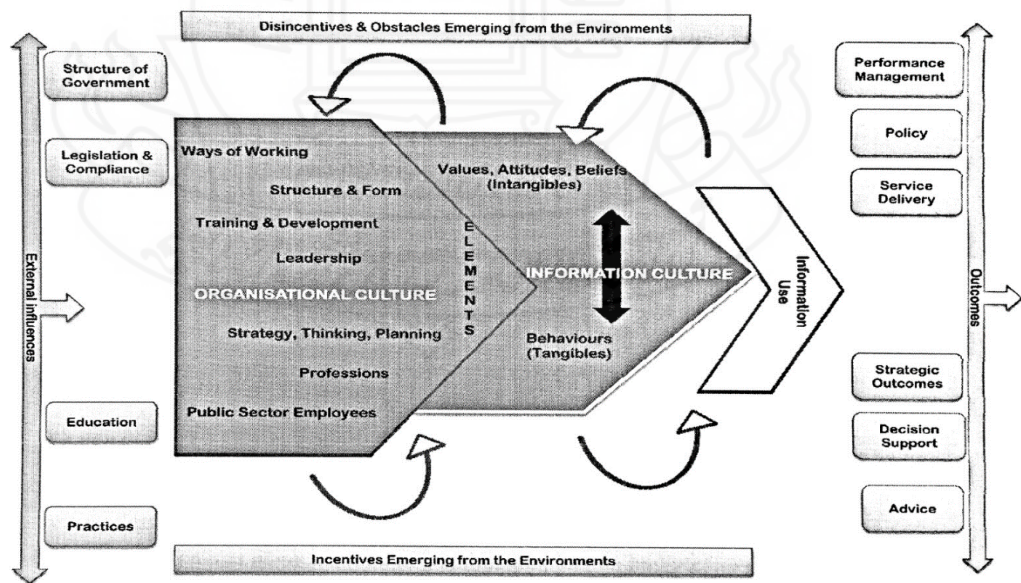 Disincentives & Obstacles Emerging from the Environments
External influences
Structure of
Government
Legislation &
Compliance
Education
Practices
Ways of Working
Structure & Form
Training & Development
Leadership
ORGANISATIONAL CULTURE
Strategy, Thinking, Planning
Professions
Public Sector Employees
ELEMENTS
Values, Attitudes, Beliefs
(Intangibles)
INFORMATION CULTURE
Behaviours
(Tangibles)
Information
Use
Performance
Management
Policy
Service
Delivery
Strategic
Outcomes
Decision
Support
Advice
Outcomes
Incentives Emerging from the Environments